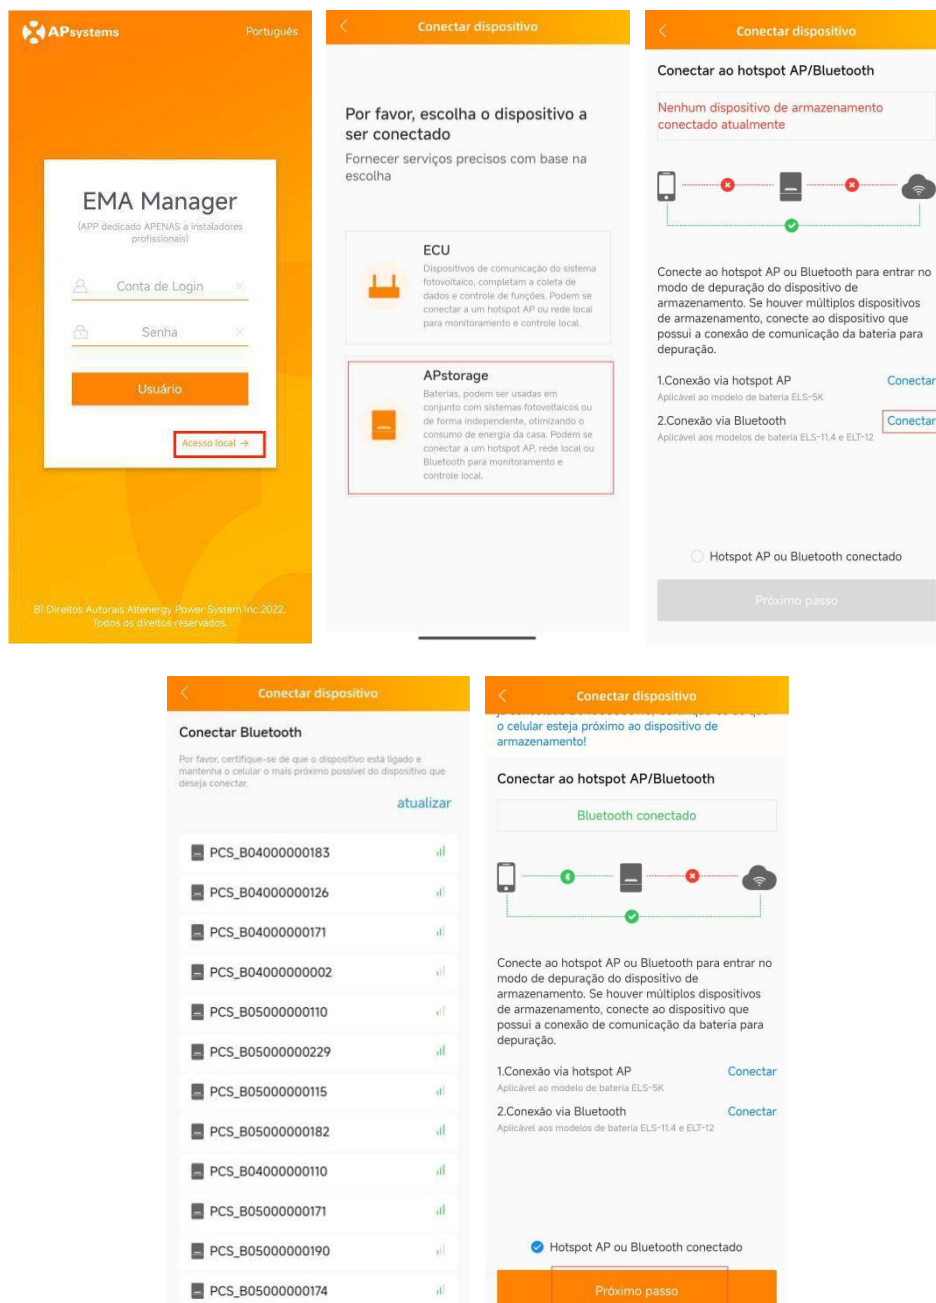 APsystems
Português
EMA Manager
(APP dedicado APENAS a instaladores
profissionais)
Conta de Login
Senha
Usuário
Acesso local →
B) Direitos Autorais Altenergy Power System Inc.2022.
Todos os direitos reservados.
Conectar dispositivo
Por favor, escolha o dispositivo a
ser conectado
Fornecer serviços precisos com base na
escolha
ECU
Dispositivos de comunicação do sistema
fotovoltaico, completam a coleta de
dados e controle de funções. Podem se
conectar a um hotspot AP ou rede local
para monitoramento e controle local.
APstorage
Baterias, podem ser usadas em
conjunto com sistemas fotovoltaicos ou
de forma independente, otimizando o
consumo de energia da casa. Podem se
conectar a um hotspot AP, rede local ou
Bluetooth para monitoramento e
controle local.
Conectar dispositivo
Conectar ao hotspot AP/Bluetooth
Nenhum dispositivo de armazenamento
conectado atualmente
Conecte ao hotspot AP ou Bluetooth para entrar no
modo de depuração do dispositivo de
armazenamento. Se houver múltiplos dispositivos
de armazenamento, conecte ao dispositivo que
possui a conexão de comunicação da bateria para
depuração.
1.Conexão via hotspot AP Conectar
Aplicável ao modelo de bateria ELS-5K
2.Conexão via Bluetooth Conectar
Aplicável aos modelos de bateria ELS-11.4 e ELT-12
Hotspot AP ou Bluetooth conectado
Próximo passo
Conectar dispositivo
Conectar Bluetooth
Por favor, certifique-se de que o dispositivo está ligado e
mantenha o celular o mais próximo possível do dispositivo que
deseja conectar.
atualizar
PCS_B04000000183
PCS_B04000000126
PCS_B04000000171
PCS_B04000000002
PCS_B05000000110
PCS_B05000000229
PCS_B05000000115
PCS_B05000000182
PCS_B04000000110
PCS_B05000000171
PCS_B05000000190
PCS_B05000000174
Conectar dispositivo
o celular esteja próximo ao dispositivo de
armazenamento!
Conectar ao hotspot AP/Bluetooth
Bluetooth conectado
Conecte ao hotspot AP ou Bluetooth para entrar no
modo de depuração do dispositivo de
armazenamento. Se houver múltiplos dispositivos
de armazenamento, conecte ao dispositivo que
possui a conexão de comunicação da bateria para
depuração.
1.Conexão via hotspot AP Conectar
Aplicável ao modelo de bateria ELS-5K
2.Conexão via Bluetooth Conectar
Aplicável aos modelos de bateria ELS-11.4 e ELT-12
Hotspot AP ou Bluetooth conectado
Próximo passo